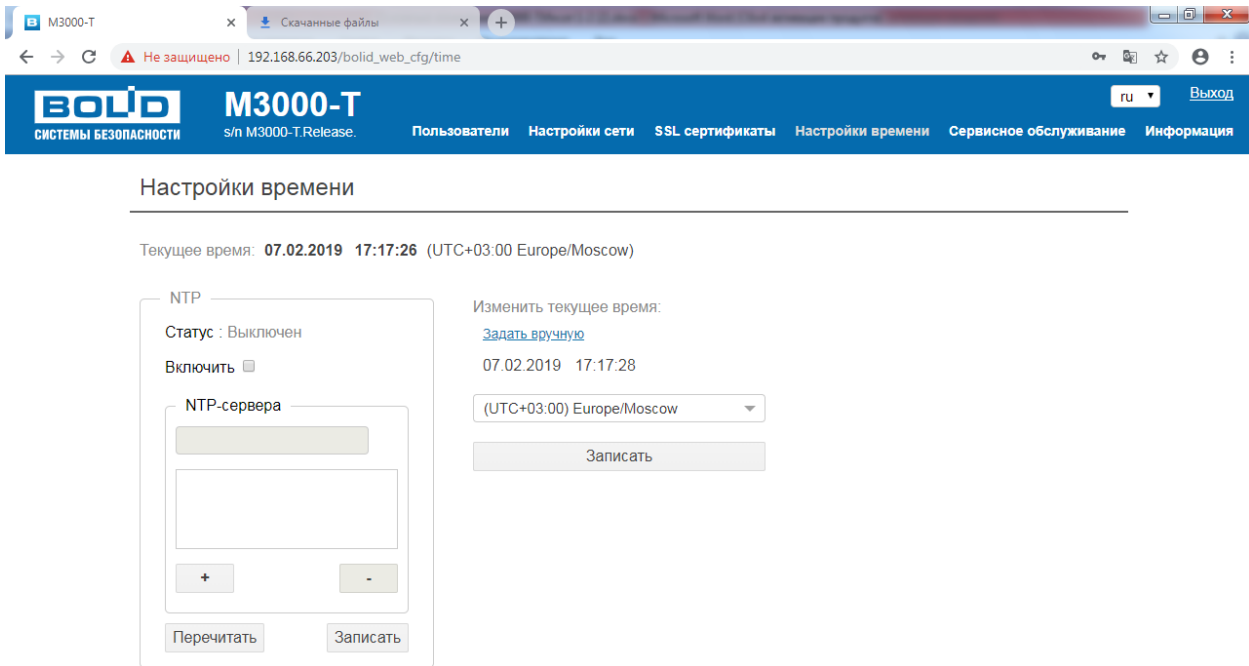 M3000-T
Скачанные файлы
Не защищено 192.168.66.203/bolid_web_cfg/time
BOLID
СИСТЕМЫ БЕЗОПАСНОСТИ
M3000-T
s/n M3000-T.Release.
ru
Выход
Пользователи Настройки сети SSL сертификаты Настройки времени Сервисное обслуживание Информация
Настройки времени
Текущее время: 07.02.2019 17:17:26 (UTC+03:00 Europe/Moscow)
NTP
Статус : Выключен
Включить
NTP-сервера
+ -
Перечитать Записать
Изменить текущее время:
Задать вручную
07.02.2019 17:17:28
(UTC+03:00) Europe/Moscow
Записать